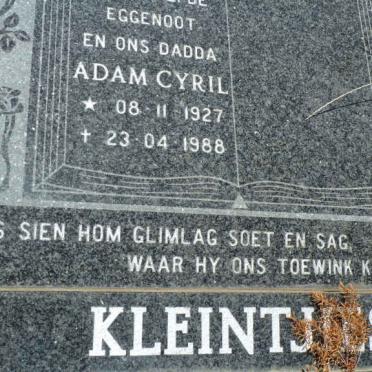 EGGENOOT
EN ONS DADDA
ADAM CYRIL
★ 08·11·1927
✝ 23·04·1988
SIEN HOM GLIMLAG SOET EN SAG.
WAAR HY ONS TOEWINK
KLEINTJIES